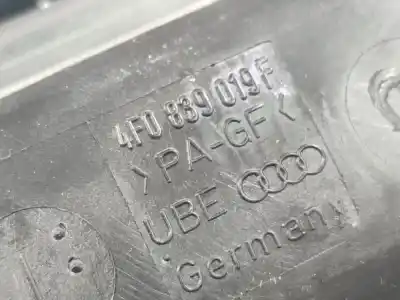 4F0 839 019 F
>PA-GF<
UBE
Germany